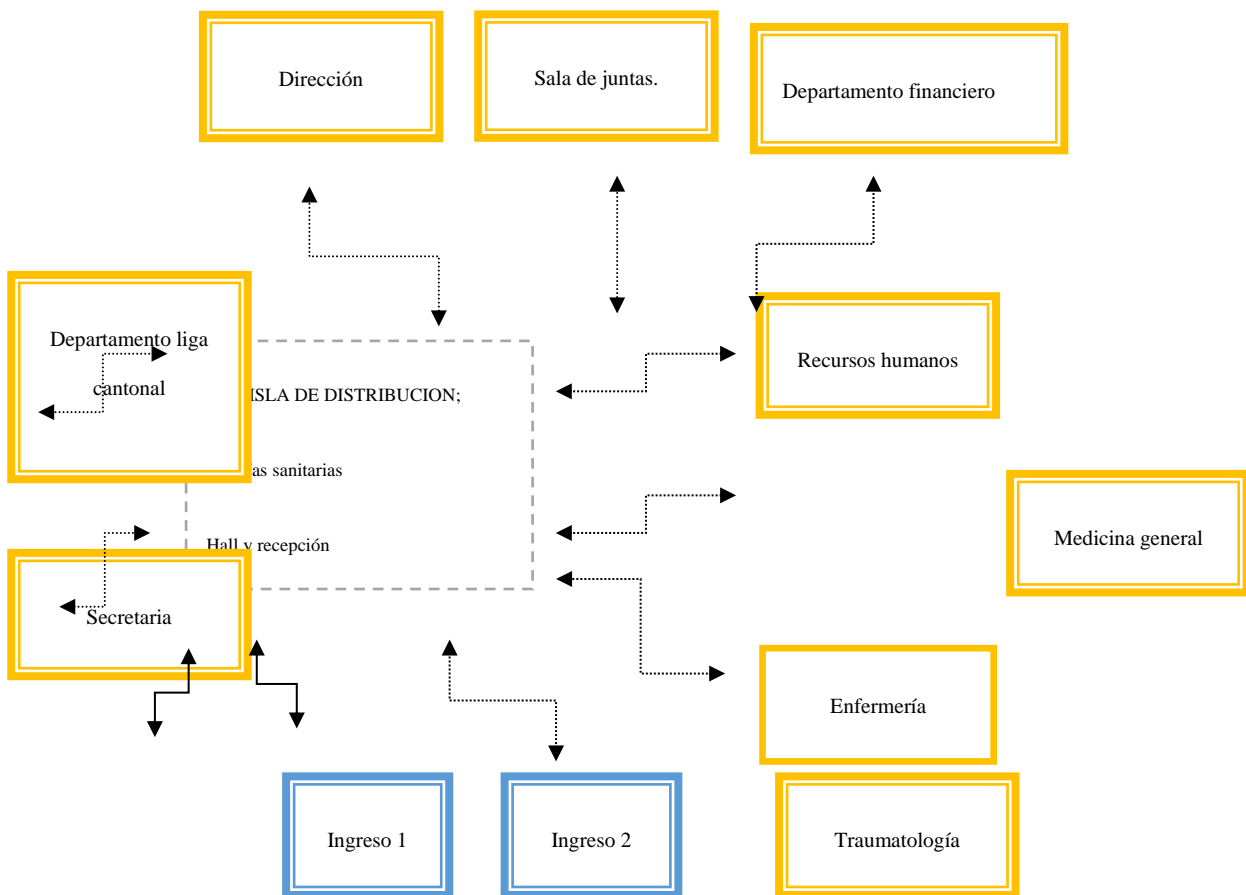 Dirección
Sala de juntas.
Departamento financiero
Departamento liga
cantonal
Recursos humanos
ISLA DE DISTRIBUCION;
sanitarias
Medicina general
Hall y recepción
Secretaria
Enfermería
Ingreso 1
Ingreso 2
Traumatología